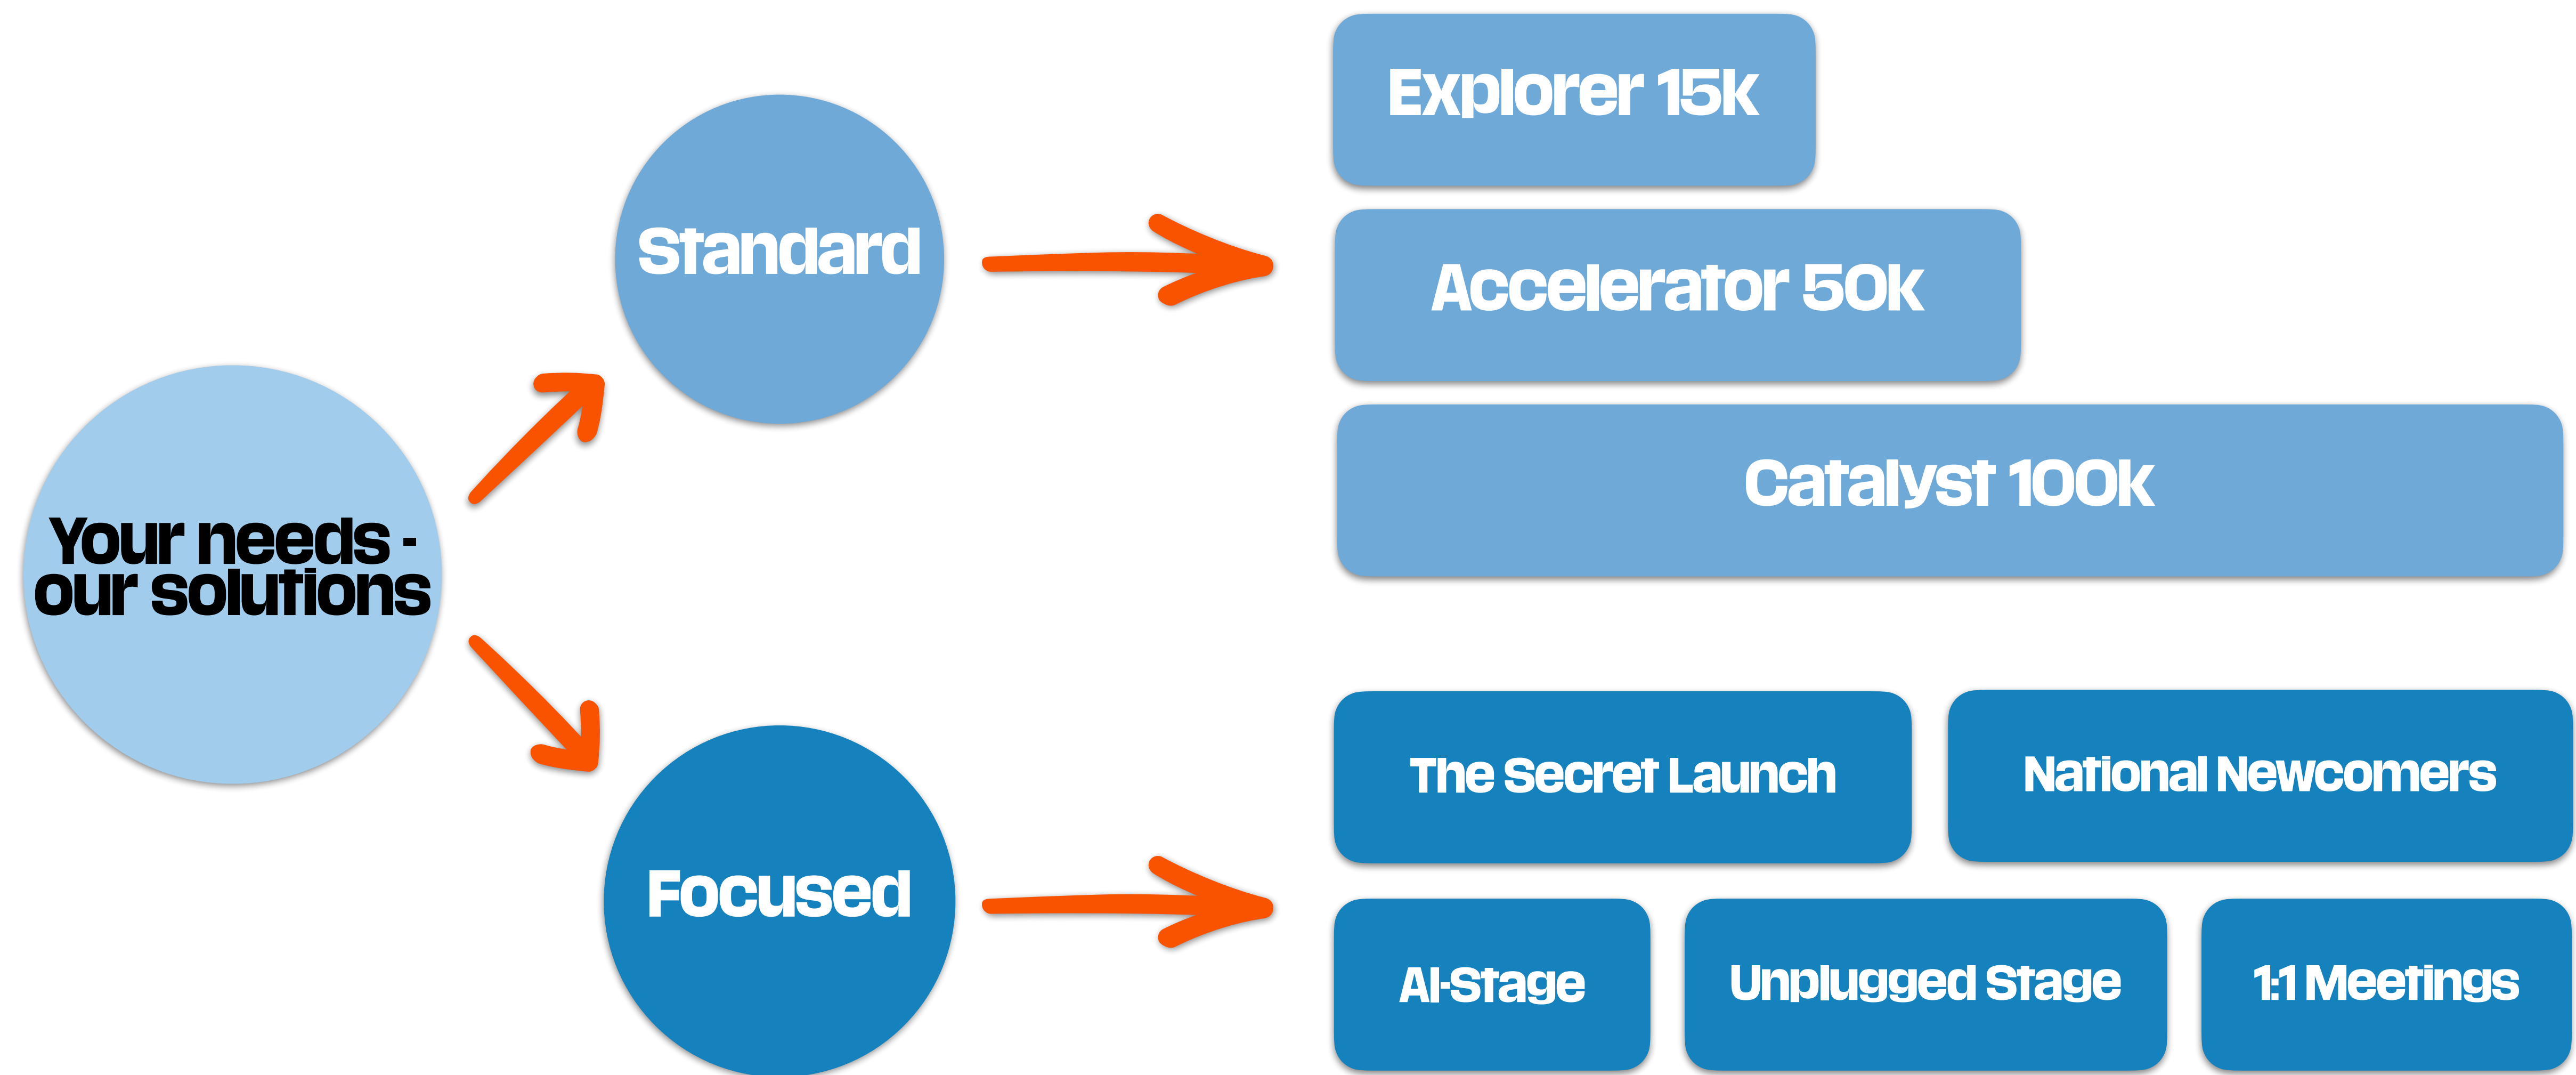 Your needs -
our solutions
Standard
Explorer 15k
Accelerator 50k
Catalyst 100k
Focused
The Secret Launch
National Newcomers
AI-Stage
Unplugged Stage
1:1 Meetings